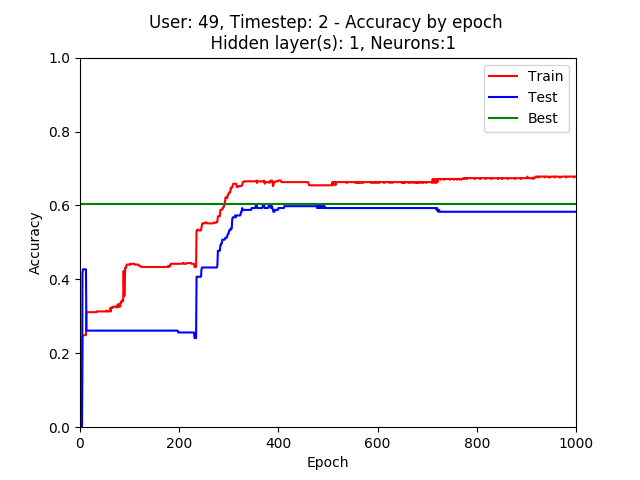 User: 49, Timestep: 2 - Accuracy by epoch
Hidden layer(s): 1, Neurons:1
1.0
0.8
0.6
0.4
0.2
0.0
Accuracy
Train
Test
Best
0 200 400 600 800 1000
Epoch